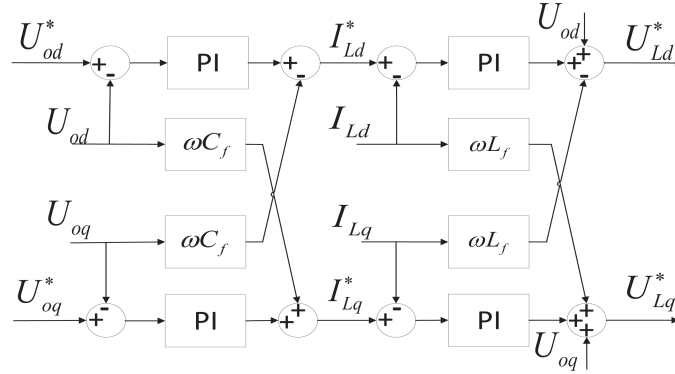 U*od + - PI + - I*Ld + - PI Uod + + - U*Ld
Uod ωCf ILd ωLf
Uoq ωCf ILq ωLf
U*oq + - PI + + I*Lq + - PI + + + U*Lq
Uoq